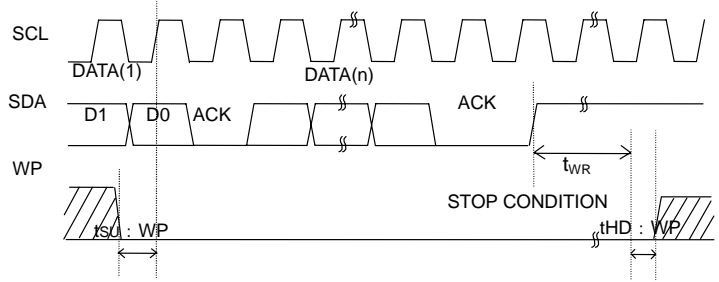 SCL
DATA(1) DATA(n)
SDA
D1 D0 ACK ACK
tWR
WP
STOP CONDITION
tSU : WP tHD : WP